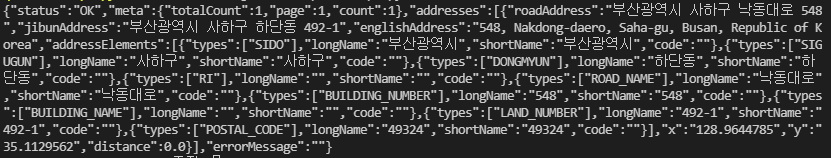 {"status":"OK","meta":{"totalCount":1,"page":1,"count":1},"addresses":[{"roadAddress":"부산광역시 사하구 낙동대로 548
","jibunAddress":"부산광역시 사하구 하단동 492-1","englishAddress":"548, Nakdong-daero, Saha-gu, Busan, Republic of K
orea","addressElements":[{"types":["SIDO"],"longName":"부산광역시","shortName":"부산광역시","code":""},{"types":["SIG
UGUN"],"longName":"사하구","shortName":"사하구","code":""},{"types":["DONGMYUN"],"longName":"하단동","shortName":"하
단동","code":""},{"types":["RI"],"longName":"","shortName":"","code":""},{"types":["ROAD_NAME"],"longName":"낙동대로"
,"shortName":"낙동대로","code":""},{"types":["BUILDING_NUMBER"],"longName":"548","shortName":"548","code":""},{"types
":["BUILDING_NAME"],"longName":"","shortName":"","code":""},{"types":["LAND_NUMBER"],"longName":"492-1","shortName":"
492-1","code":""},{"types":["POSTAL_CODE"],"longName":"49324","shortName":"49324","code":""}],"x":"128.9644785","y":"
35.1129562","distance":0.0}],"errorMessage":""}